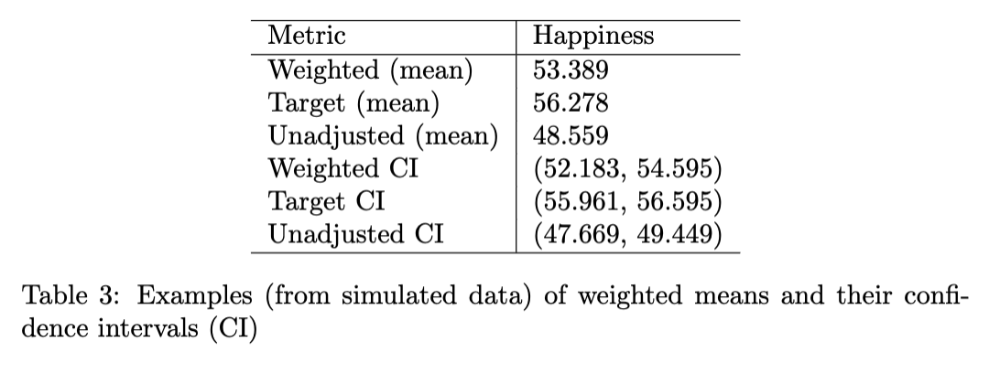 Metric Happiness
Weighted (mean) 53.389
Target (mean) 56.278
Unadjusted (mean) 48.559
Weighted CI (52.183, 54.595)
Target CI (55.961, 56.595)
Unadjusted CI (47.669, 49.449)
Table 3: Examples (from simulated data) of weighted means and their confi-
dence intervals (CI)